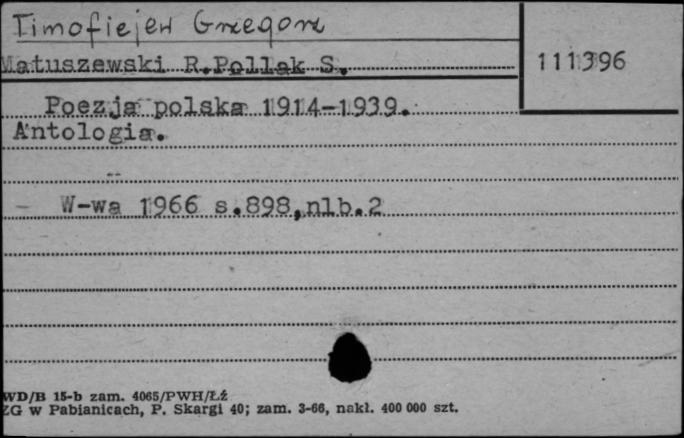 Timofiejew Grzegorz
Matuszewski R.Pollak S.
111396
Poezja polska 1914-1939.
Antologia.
W-wa 1966 s.898,nlb.2
WD/B 15-b zam. 4065/PWH/Łź
ZG w Pabianicach, P. Skargi 40; zam. 3-66, nakł. 400 000 szt.